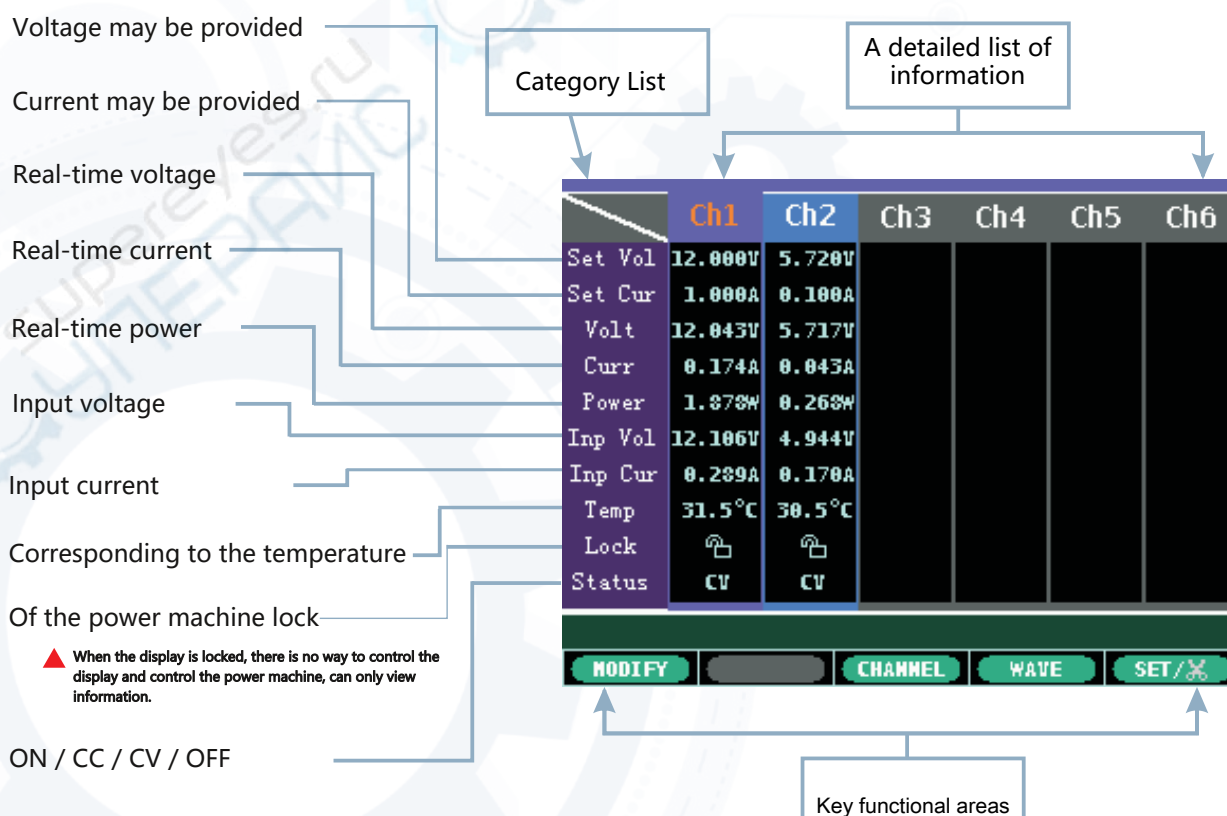 Voltage may be provided
Current may be provided
Real-time voltage
Real-time current
Real-time power
Input voltage
Input current
Corresponding to the temperature
Of the power machine lock
When the display is locked, there is no way to control the
display and control the power machine, can only view
information.
ON / CC / CV / OFF
Category List
A detailed list of
information
Ch1 Ch2 Ch3 Ch4 Ch5 Ch6
Set Vol 12.000V 5.720V
Set Cur 1.000A 0.100A
Volt 12.043V 5.717V
Curr 0.174A 0.043A
Power 1.878W 0.268W
Inp Vol 12.106V 4.944V
Inp Cur 0.289A 0.170A
Temp 31.5°C 30.5°C
Lock
Status CV CV
MODIFY CHANNEL WAVE SET/
Key functional areas
supereyes.ru
СУПЕРАЙС